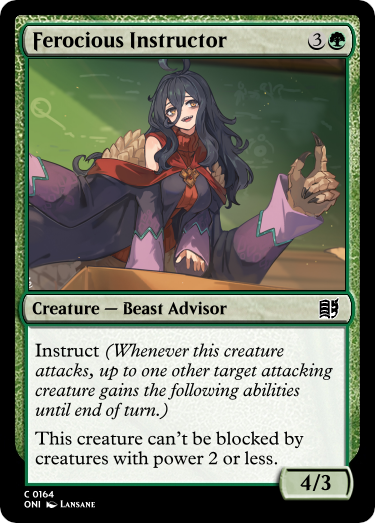 Ferocious Instructor 3
Creature — Beast Advisor
Instruct (Whenever this creature
attacks, up to one other target attacking
creature gains the following abilities
until end of turn.)
This creature can't be blocked by
creatures with power 2 or less.
4/3
C 0164
ONI LANSANE